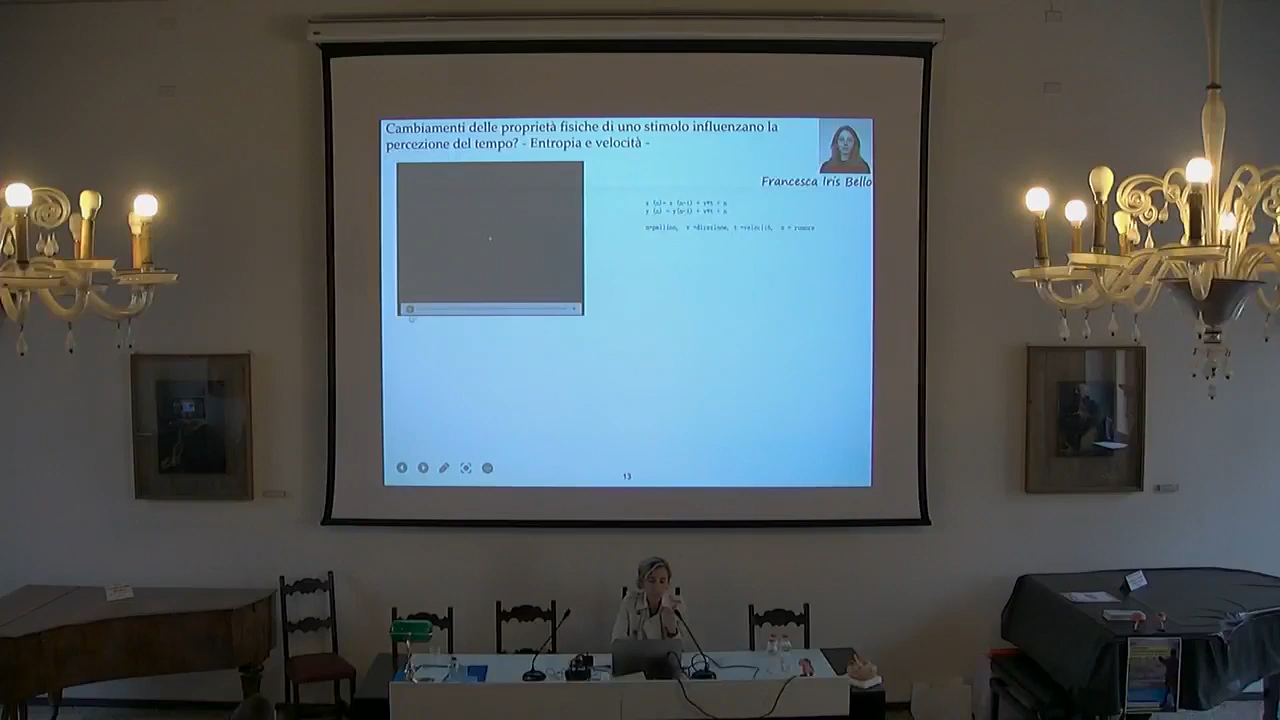 Cambiamenti delle proprietà fisiche di uno stimolo influenzano la
percezione del tempo? - Entropia e velocità -
Francesca Iris Bello
13